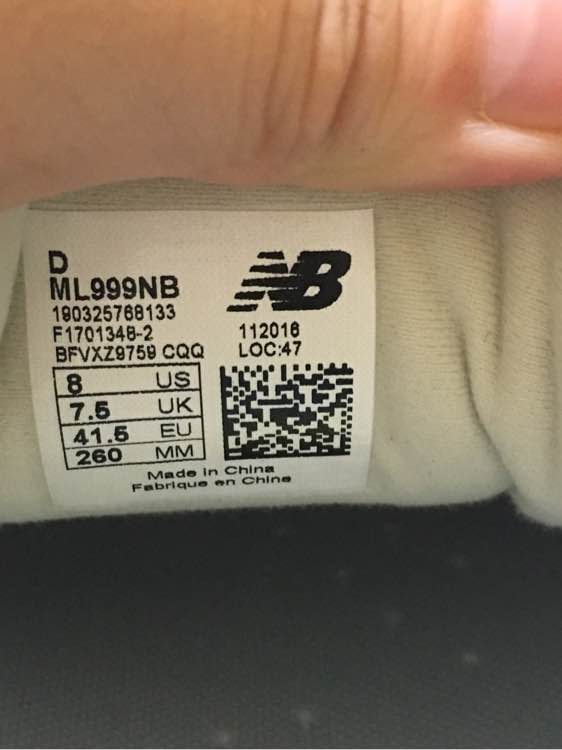 D
ML999NB
190325768133
F1701348-2
BFVXZ9759 CQQ
NB
112016
LOC:47
8 US
7.5 UK
41.5 EU
260 MM
Made in China
Fabriqué en Chine